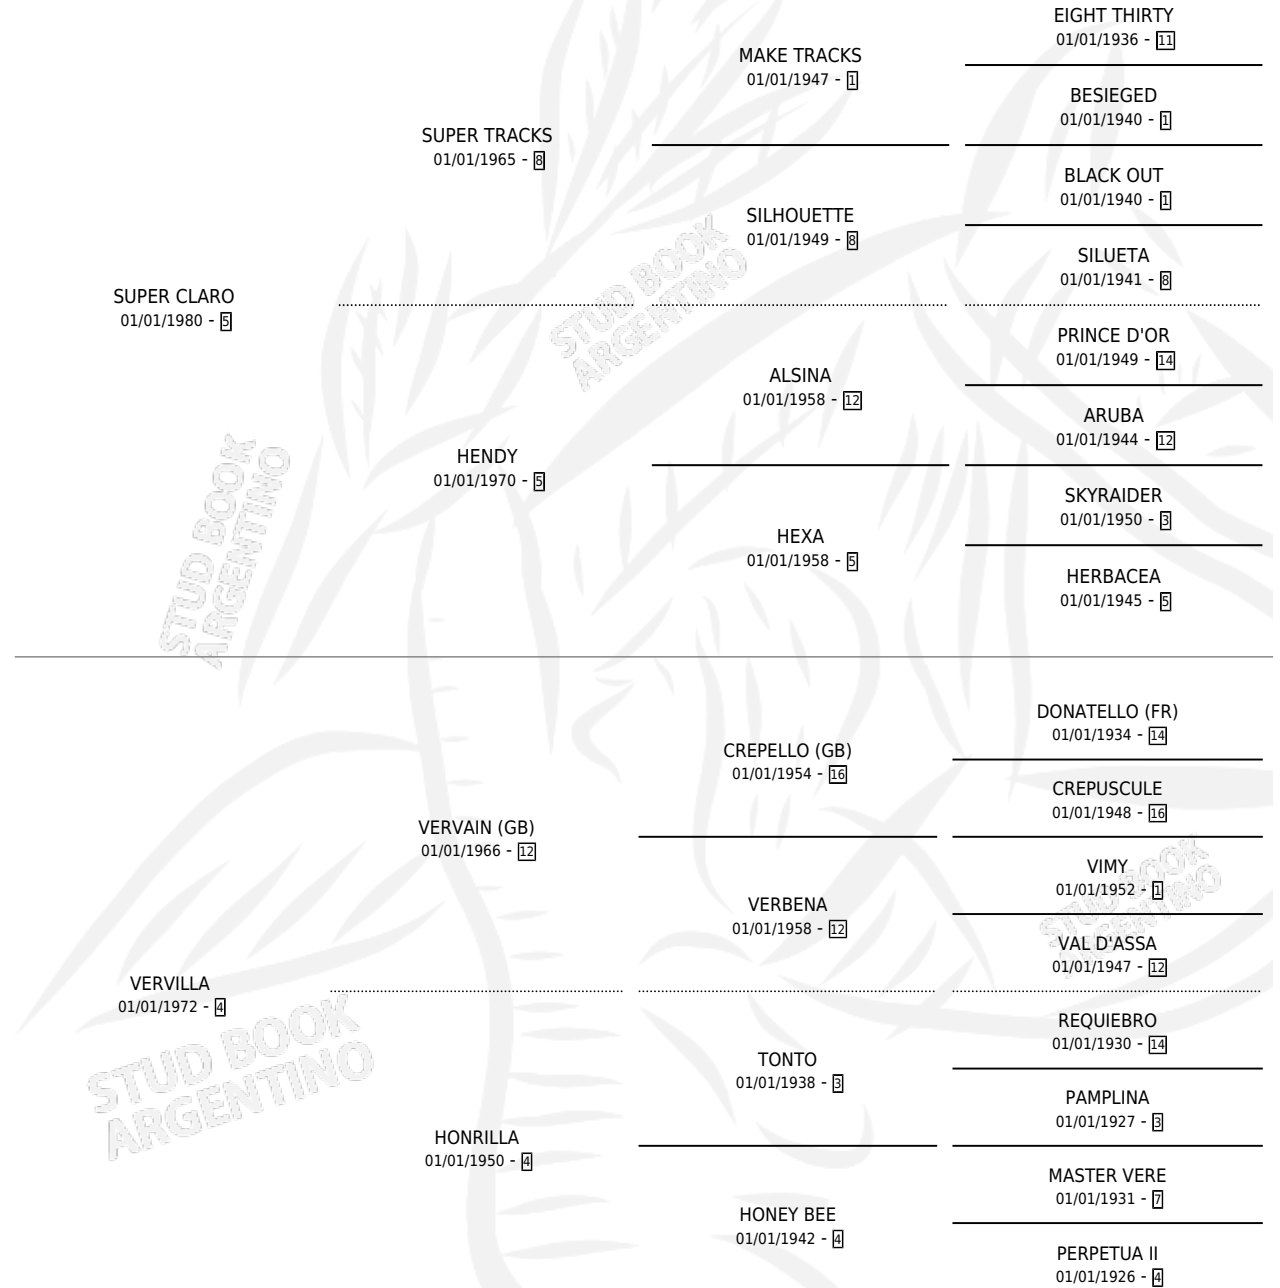 EIGHT THIRTY
01/01/1936 - 11
MAKE TRACKS
01/01/1947 - 1
BESIEGED
01/01/1940 - 1
SUPER TRACKS
01/01/1965 - 8
BLACK OUT
01/01/1940 - 1
SILHOUETTE
01/01/1949 - 8
SILUETA
01/01/1941 - 8
SUPER CLARO
01/01/1980 - 5
STUD BOOK
ARGENTINO
PRINCE D'OR
01/01/1949 - 14
ALSINA
01/01/1958 - 12
ARUBA
01/01/1944 - 12
HENDY
01/01/1970 - 5
SKYRAIDER
01/01/1950 - 3
HEXA
01/01/1958 - 5
HERBACEA
01/01/1945 - 5
STUD BOOK
ARGENTINO
DONATELLO (FR)
01/01/1934 - 14
CREPELLO (GB)
01/01/1954 - 16
CREPUSCULE
01/01/1948 - 16
VERVAIN (GB)
01/01/1966 - 12
VIMY
01/01/1952 - 1
VERBENA
01/01/1958 - 12
STUD BOOK
ARGENTINO
VAL D'ASSA
01/01/1947 - 12
VERVILLA
01/01/1972 - 4
REQUIEBRO
01/01/1930 - 14
TONTO
01/01/1938 - 3
STUD BOOK
ARGENTINO
PAMPLINA
01/01/1927 - 3
HONRILLA
01/01/1950 - 4
MASTER VERE
01/01/1931 - 7
HONEY BEE
01/01/1942 - 4
PERPETUA II
01/01/1926 - 4